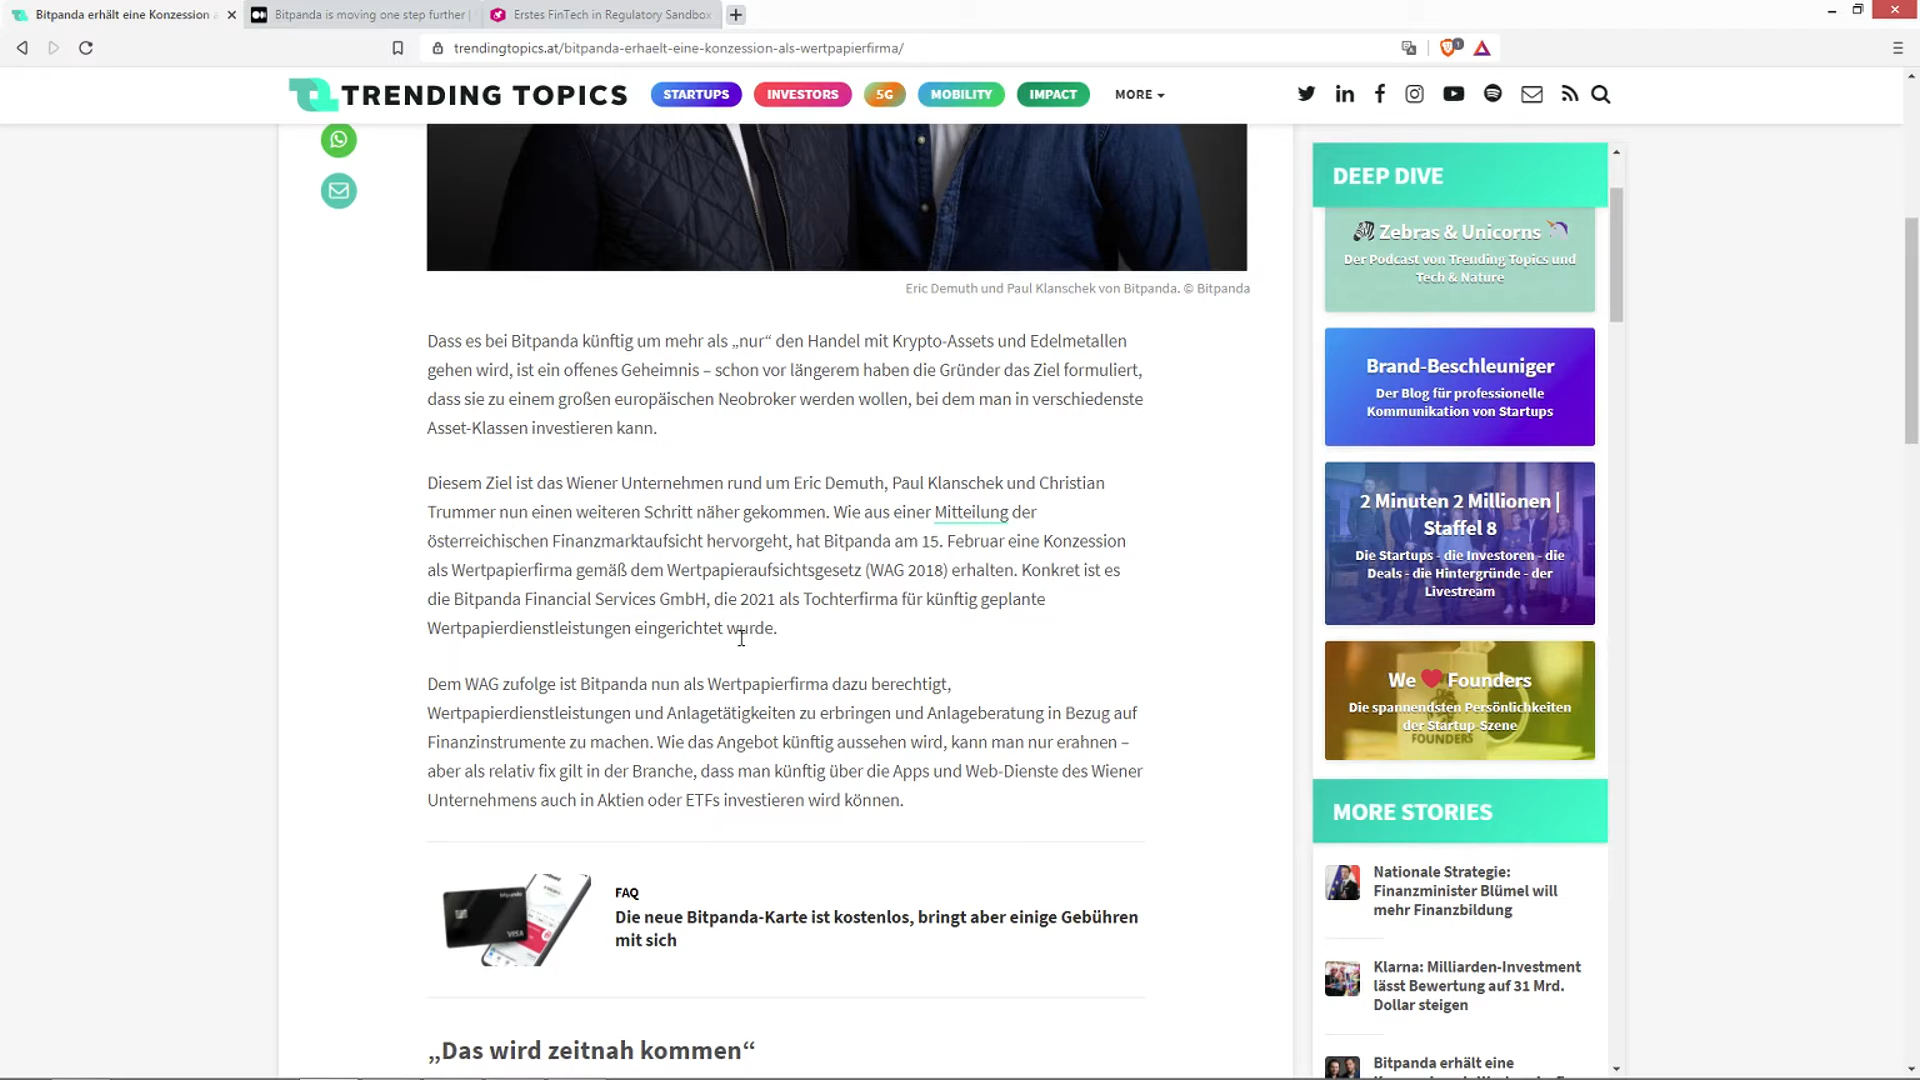 Bitpanda erhält eine Konzession a
Bitpanda is moving one step further |
Erstes FinTech in Regulatory Sandbox
trendingtopics.at/bitpanda-erhaelt-eine-konzession-als-wertpapierfirma/
1
TRENDING TOPICS
STARTUPS
INVESTORS
5G
MOBILITY
IMPACT
MORE
Eric Demuth und Paul Klanschek von Bitpanda. © Bitpanda
Dass es bei Bitpanda künftig um mehr als „nur“ den Handel mit Krypto-Assets und Edelmetallen
gehen wird, ist ein offenes Geheimnis – schon vor längerem haben die Gründer das Ziel formuliert,
dass sie zu einem großen europäischen Neobroker werden wollen, bei dem man in verschiedenste
Asset-Klassen investieren kann.
Diesem Ziel ist das Wiener Unternehmen rund um Eric Demuth, Paul Klanschek und Christian
Trummer nun einen weiteren Schritt näher gekommen. Wie aus einer Mitteilung der
österreichischen Finanzmarktaufsicht hervorgeht, hat Bitpanda am 15. Februar eine Konzession
als Wertpapierfirma gemäß dem Wertpapieraufsichtsgesetz (WAG 2018) erhalten. Konkret ist es
die Bitpanda Financial Services GmbH, die 2021 als Tochterfirma für künftig geplante
Wertpapierdienstleistungen eingerichtet wurde.
Dem WAG zufolge ist Bitpanda nun als Wertpapierfirma dazu berechtigt,
Wertpapierdienstleistungen und Anlagetätigkeiten zu erbringen und Anlageberatung in Bezug auf
Finanzinstrumente zu machen. Wie das Angebot künftig aussehen wird, kann man nur erahnen –
aber als relativ fix gilt in der Branche, dass man künftig über die Apps und Web-Dienste des Wiener
Unternehmens auch in Aktien oder ETFs investieren wird können.
bitpanda
VISA
FAQ
Die neue Bitpanda-Karte ist kostenlos, bringt aber einige Gebühren
mit sich
„Das wird zeitnah kommen“
DEEP DIVE
Zebras & Unicorns
Der Podcast von Trending Topics und
Tech & Nature
Brand-Beschleuniger
Der Blog für professionelle
Kommunikation von Startups
2 Minuten 2 Millionen |
Staffel 8
Die Startups - die Investoren - die
Deals - die Hintergründe - der
Livestream
We ❤ Founders
Die spannendsten Persönlichkeiten
der Startup-Szene
FOUNDERS
MORE STORIES
Nationale Strategie:
Finanzminister Blümel will
mehr Finanzbildung
Klarna: Milliarden-Investment
lässt Bewertung auf 31 Mrd.
Dollar steigen
Bitpanda erhält eine